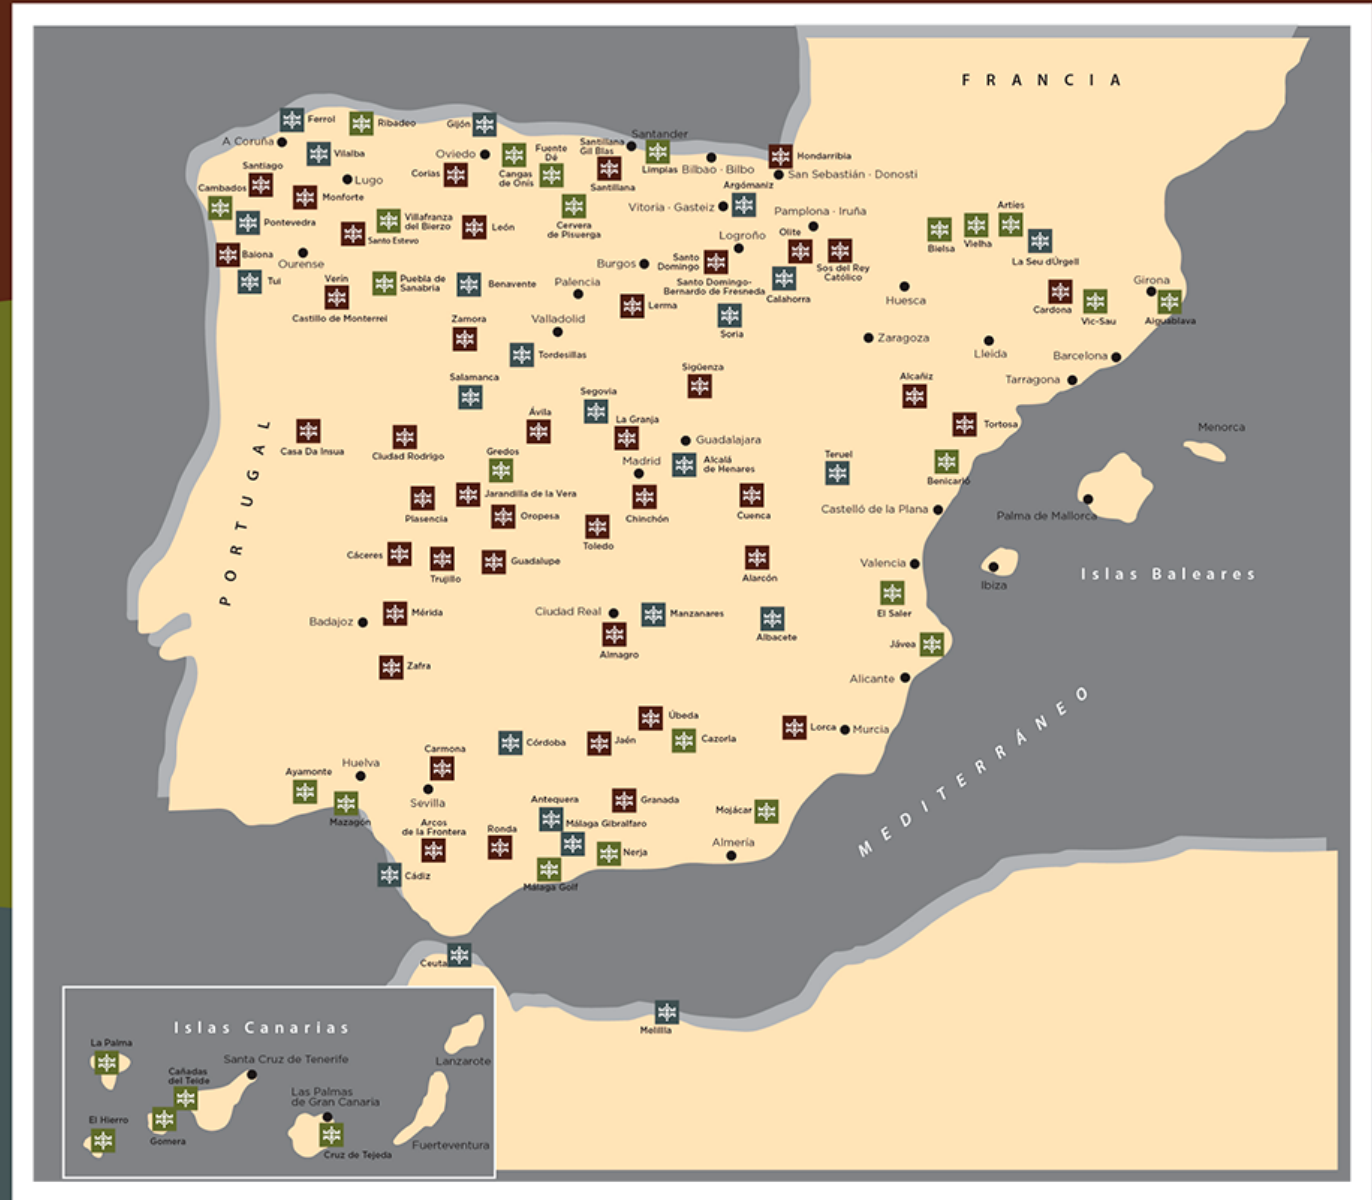 FRANCIA
Ferrol
Ribadeo
Gijón
A Coruña
Vilalba
Oviedo
Fuente
Dé
Santillana
Gil Blas
Santander
Hondarribia
Santiago
Lugo
Corias
Cangas
de Onís
Santillana
Limpias
Bilbao · Bilbo
San Sebastián · Donosti
Cambados
Monforte
Argómaniz
Pontevedra
Villafranza
del Bierzo
León
Cervera
de Pisuerga
Vitoria · Gasteiz
Pamplona · Iruña
Artíes
Santo Estevo
Logroño
Olite
Bielsa
Vielha
La Seu d'Úrgell
Baiona
Ourense
Burgos
Santo
Domingo
Sos del Rey
Católico
Tui
Verín
Puebla de
Sanabria
Benavente
Palencia
Santo Domingo-
Bernardo de Fresneda
Calahorra
Huesca
Girona
Castillo de Monterrei
Lerma
Cardona
Vic-Sau
Aiguablava
Zamora
Valladolid
Soria
Zaragoza
Lleida
Barcelona
Tordesillas
Salamanca
Sigüenza
Alcañiz
Tarragona
Segovia
Ávila
La Granja
Tortosa
Menorca
Casa Da Insua
Ciudad Rodrigo
Guadalajara
Gredos
Madrid
Alcalá
de Henares
Teruel
Benicarló
PORTUGAL
Jarandilla de la Vera
Plasencia
Oropesa
Chinchón
Cuenca
Castelló de la Plana
Palma de Mallorca
Toledo
Cáceres
Trujillo
Guadalupe
Alarcón
Valencia
Ibiza
Islas Baleares
Mérida
Badajoz
Ciudad Real
Manzanares
Albacete
El Saler
Almagro
Jávea
Zafra
Alicante
MEDITERRÁNEO
Úbeda
Lorca
Murcia
Córdoba
Jaén
Cazorla
Carmona
Huelva
Ayamonte
Sevilla
Mazagón
Antequera
Granada
Mojácar
Arcos
de la Frontera
Ronda
Málaga Gibralfaro
Almería
Nerja
Cádiz
Málaga Golf
Ceuta
Melillla
Islas Canarias
La Palma
Santa Cruz de Tenerife
Lanzarote
Cañadas
del Teide
Las Palmas
de Gran Canaria
El Hierro
Gomera
Cruz de Tejeda
Fuerteventura